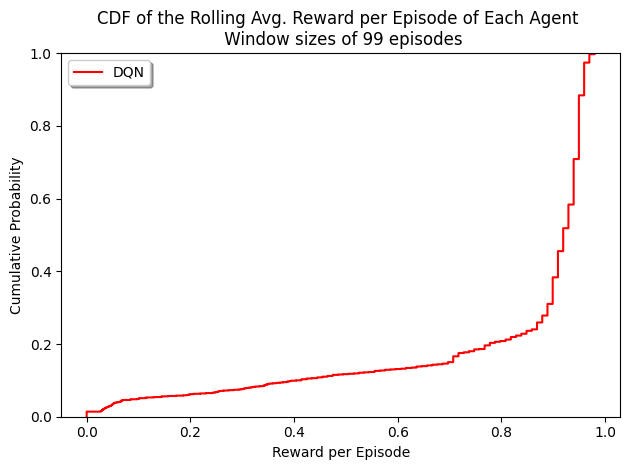 CDF of the Rolling Avg. Reward per Episode of Each Agent
Window sizes of 99 episodes
DQN
1.0
0.8
0.6
0.4
0.2
0.0
Cumulative Probability
0.0 0.2 0.4 0.6 0.8 1.0
Reward per Episode